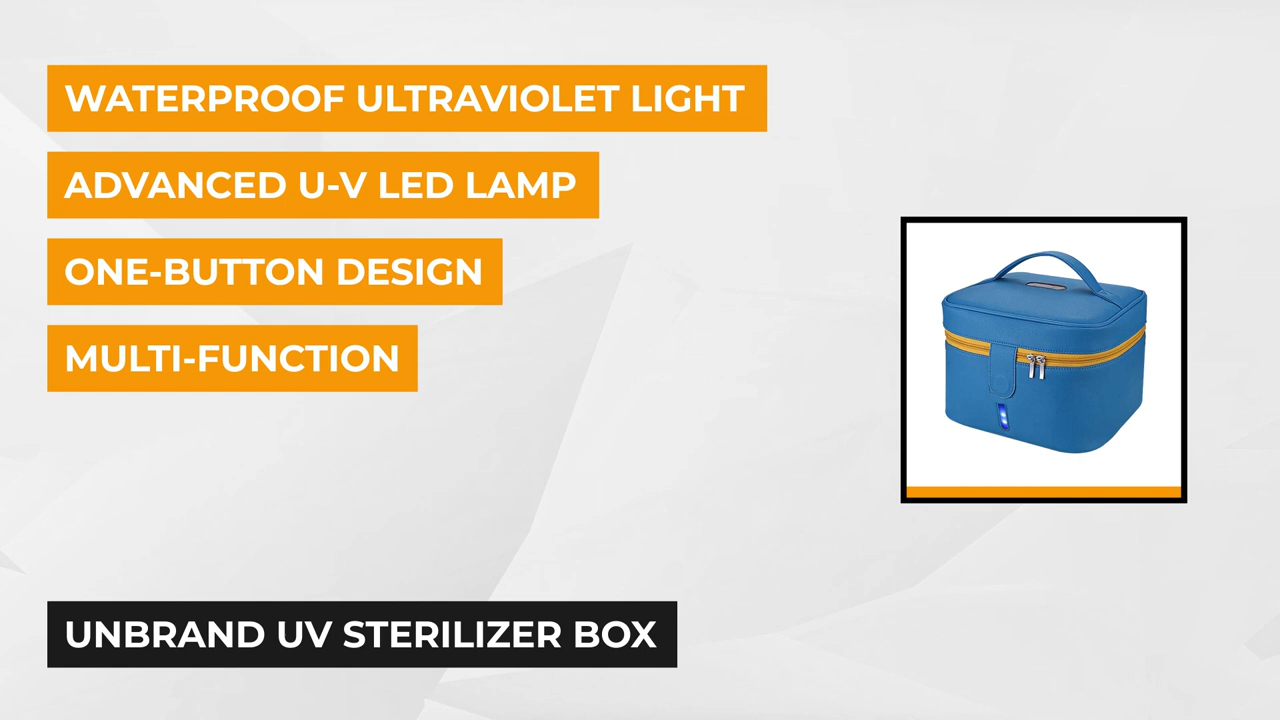 WATERPROOF ULTRAVIOLET LIGHT
ADVANCED U-V LED LAMP
ONE-BUTTON DESIGN
MULTI-FUNCTION
UNBRAND UV STERILIZER BOX